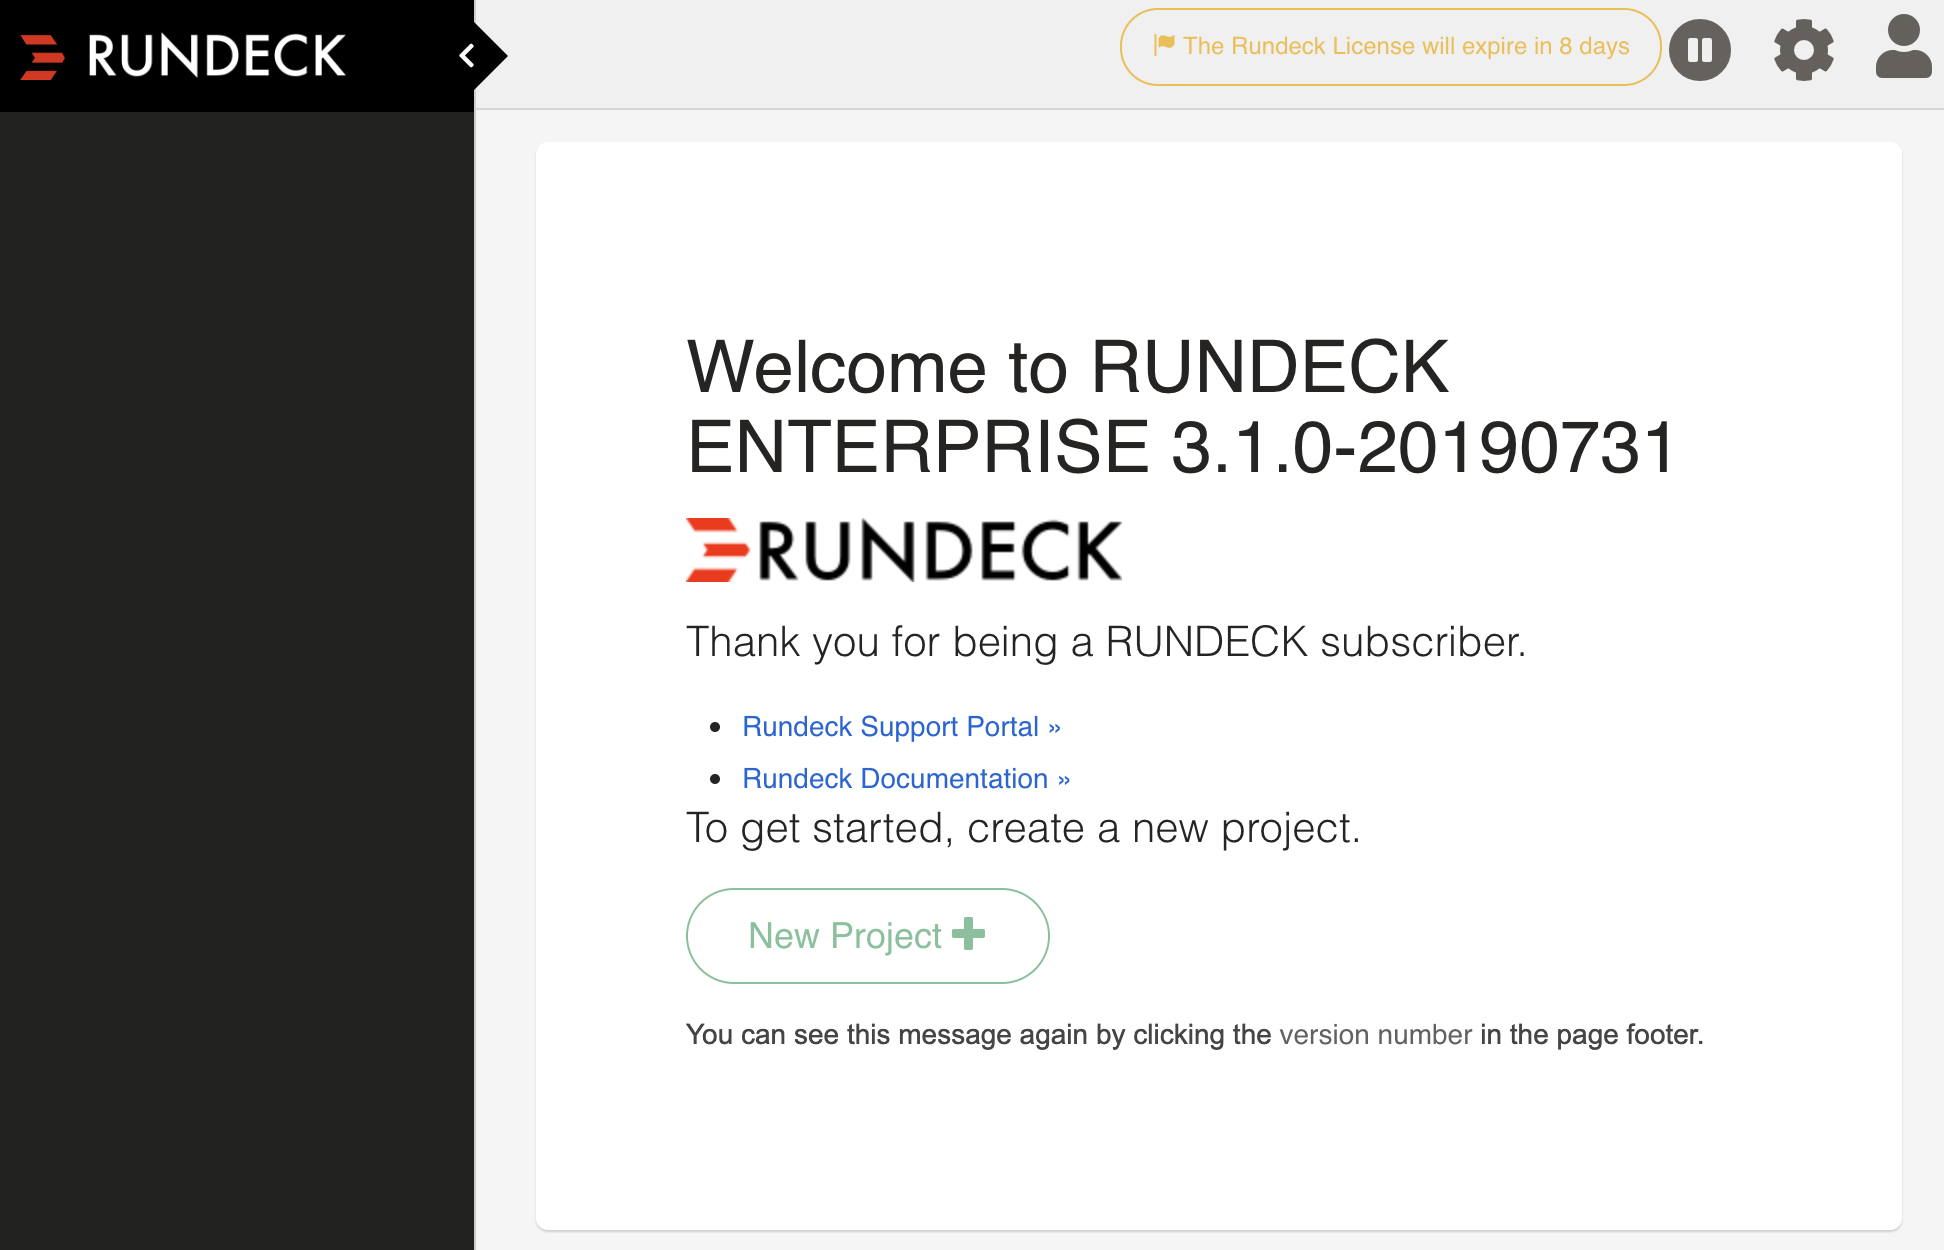 RUNDECK
The Rundeck License will expire in 8 days
Welcome to RUNDECK
ENTERPRISE 3.1.0-20190731
RUNDECK
Thank you for being a RUNDECK subscriber.
• Rundeck Support Portal »
• Rundeck Documentation »
To get started, create a new project.
New Project
You can see this message again by clicking the version number in the page footer.